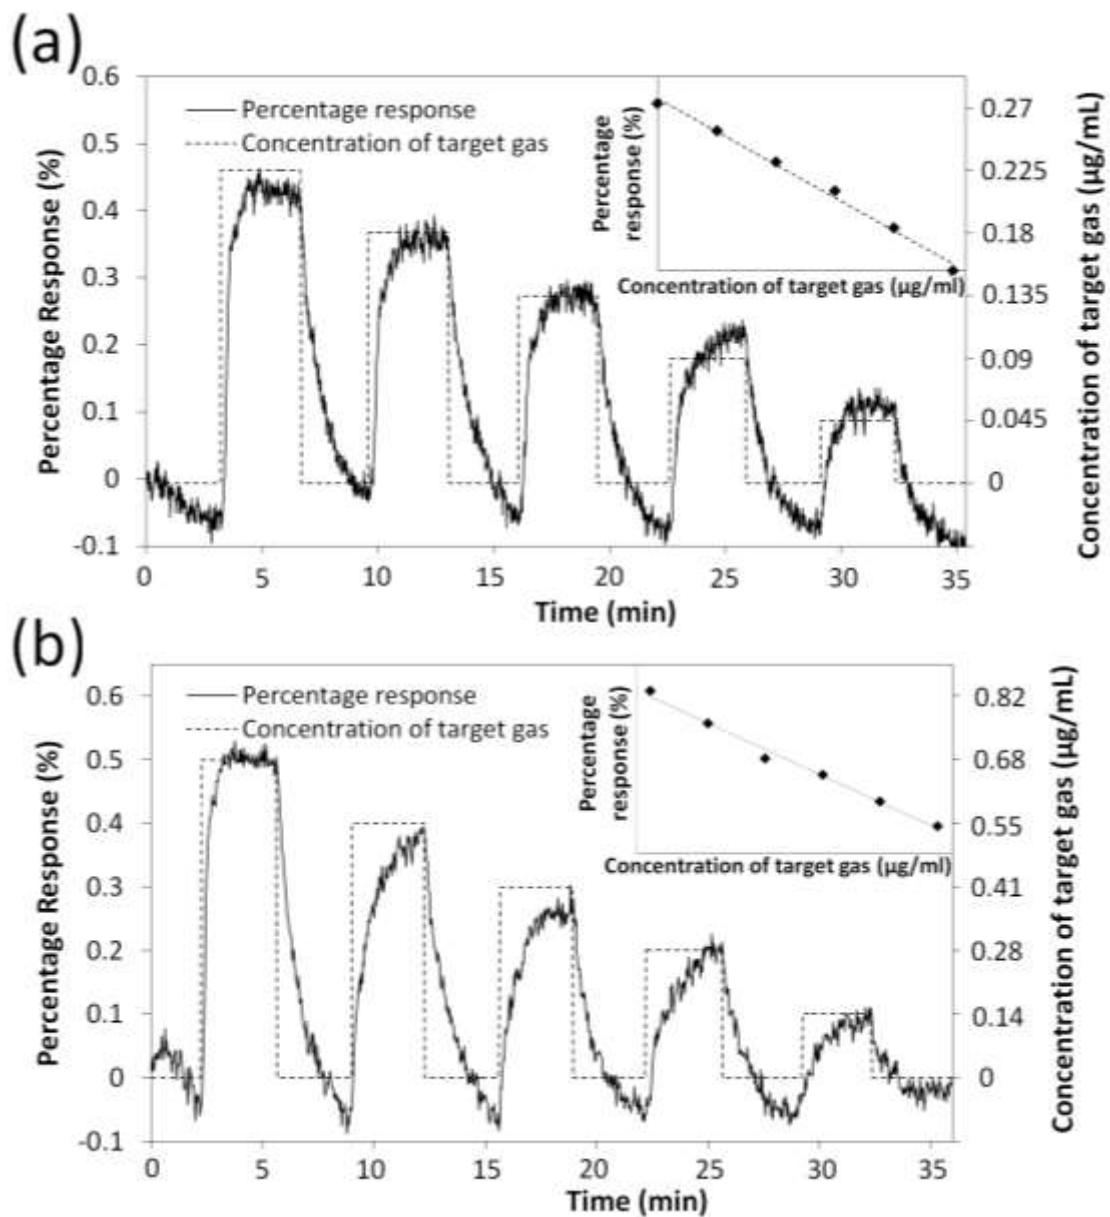 (a)
0.6
0.5
0.4
0.3
0.2
0.1
0
-0.1
Percentage Response (%)
Percentage response
Concentration of target gas
Percentage
response (%)
Concentration of target gas (µg/ml)
0.27
0.225
0.18
0.135
0.09
0.045
0
Concentration of target gas (µg/mL)
0 5 10 15 20 25 30 35
Time (min)
(b)
0.6
0.5
0.4
0.3
0.2
0.1
0
-0.1
Percentage Response (%)
Percentage response
Concentration of target gas
Percentage
response (%)
Concentration of target gas (µg/ml)
0.82
0.68
0.55
0.41
0.28
0.14
0
Concentration of target gas (µg/mL)
0 5 10 15 20 25 30 35
Time (min)